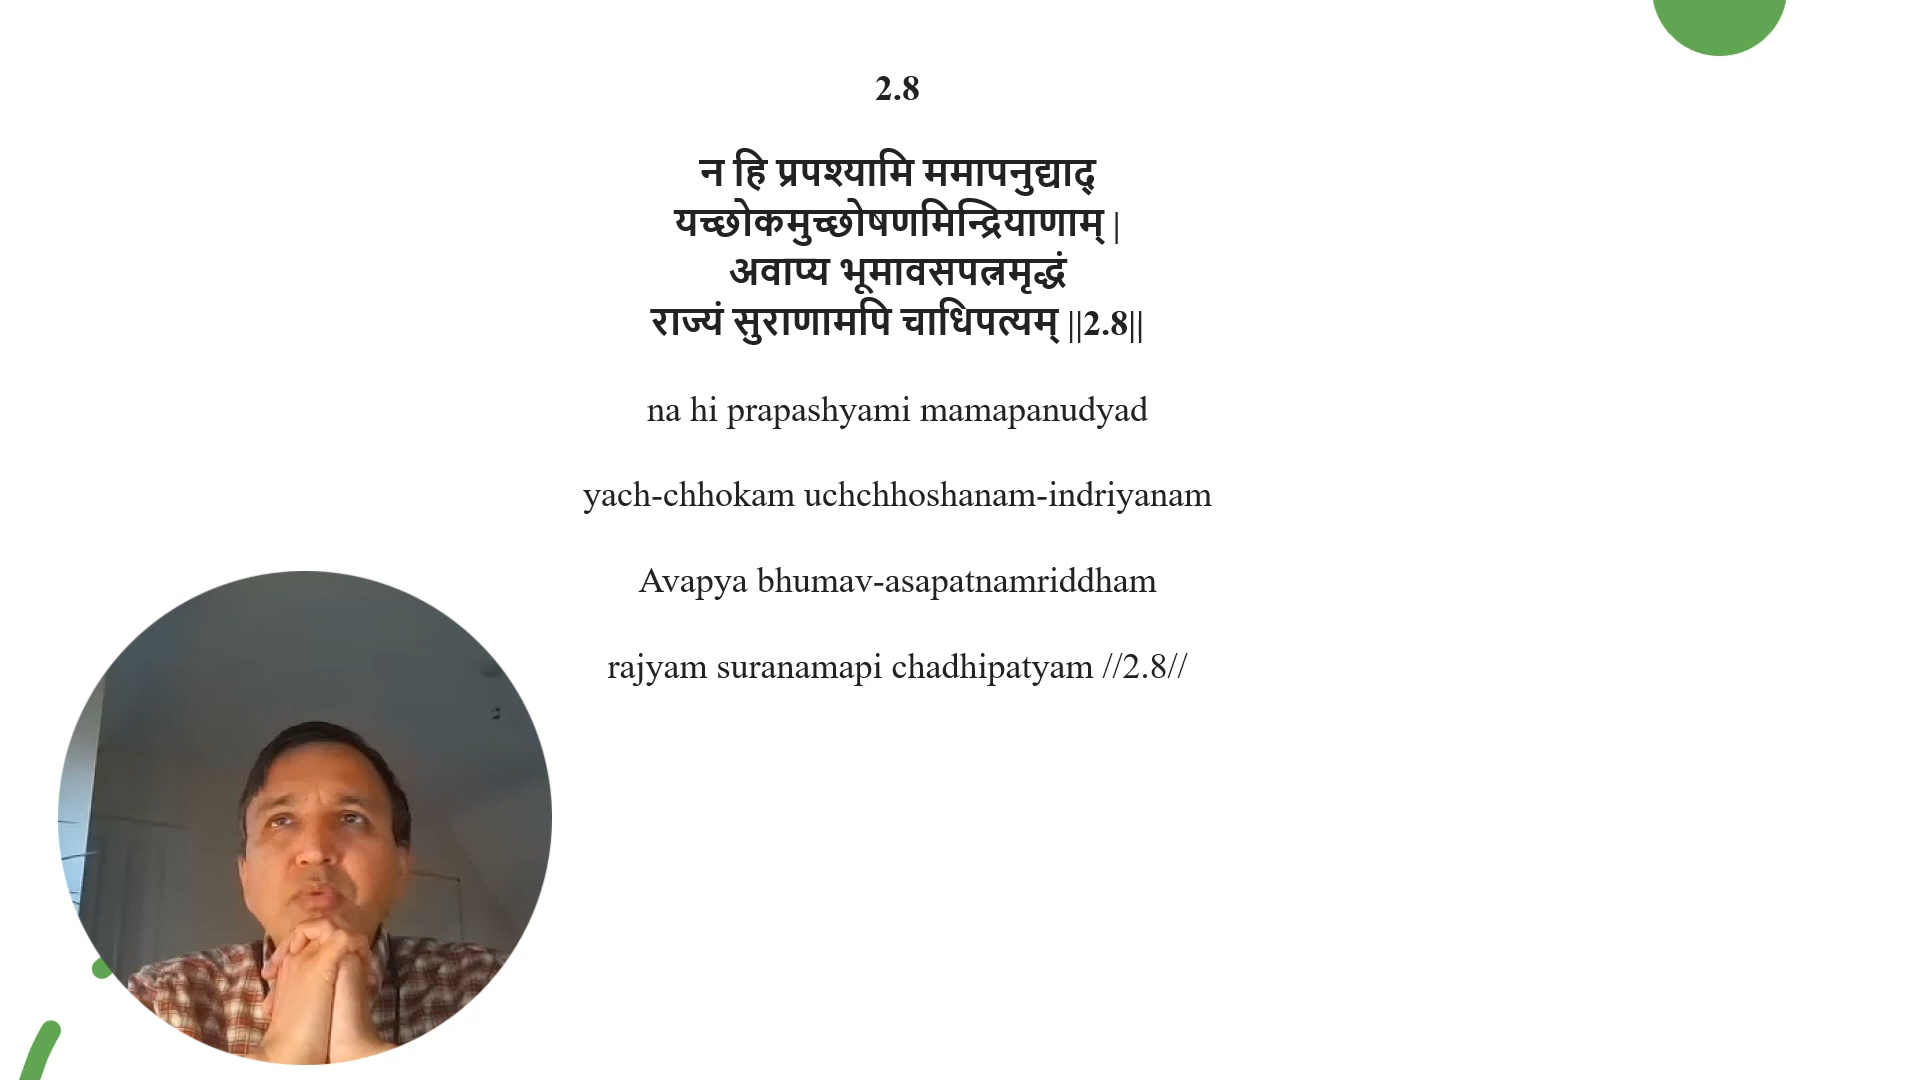 2.8
न हि प्रपश्यामि ममापनुद्याद्
यच्छोकमुच्छोषणमिन्द्रियाणाम् |
अवाप्य भूमावसपत्नमृद्धं
राज्यं सुराणामपि चाधिपत्यम् ||2.8||
na hi prapashyami mamapanudyad
yach-chhokam uchchhoshanam-indriyanam
Avapya bhumav-asapatnamriddham
rajyam suranamapi chadhipatyam //2.8//